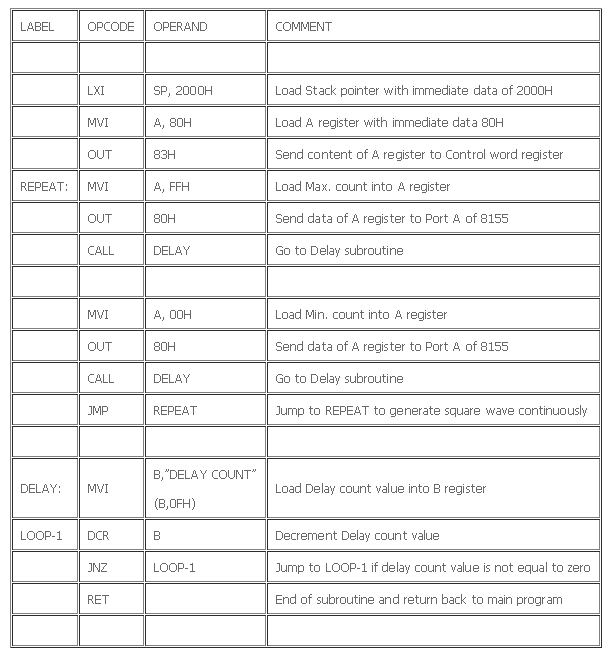 LABEL OPCODE OPERAND COMMENT
LXI SP, 2000H Load Stack pointer with immediate data of 2000H
MVI A, 80H Load A register with immediate data 80H
OUT 83H Send content of A register to Control word register
REPEAT: MVI A, FFH Load Max. count into A register
OUT 80H Send data of A register to Port A of 8155
CALL DELAY Go to Delay subroutine
MVI A, 00H Load Min. count into A register
OUT 80H Send data of A register to Port A of 8155
CALL DELAY Go to Delay subroutine
JMP REPEAT Jump to REPEAT to generate square wave continuously
DELAY: MVI B,”DELAY COUNT” Load Delay count value into B register
(B,0FH)
LOOP-1 DCR B Decrement Delay count value
JNZ LOOP-1 Jump to LOOP-1 if delay count value is not equal to zero
RET End of subroutine and return back to main program